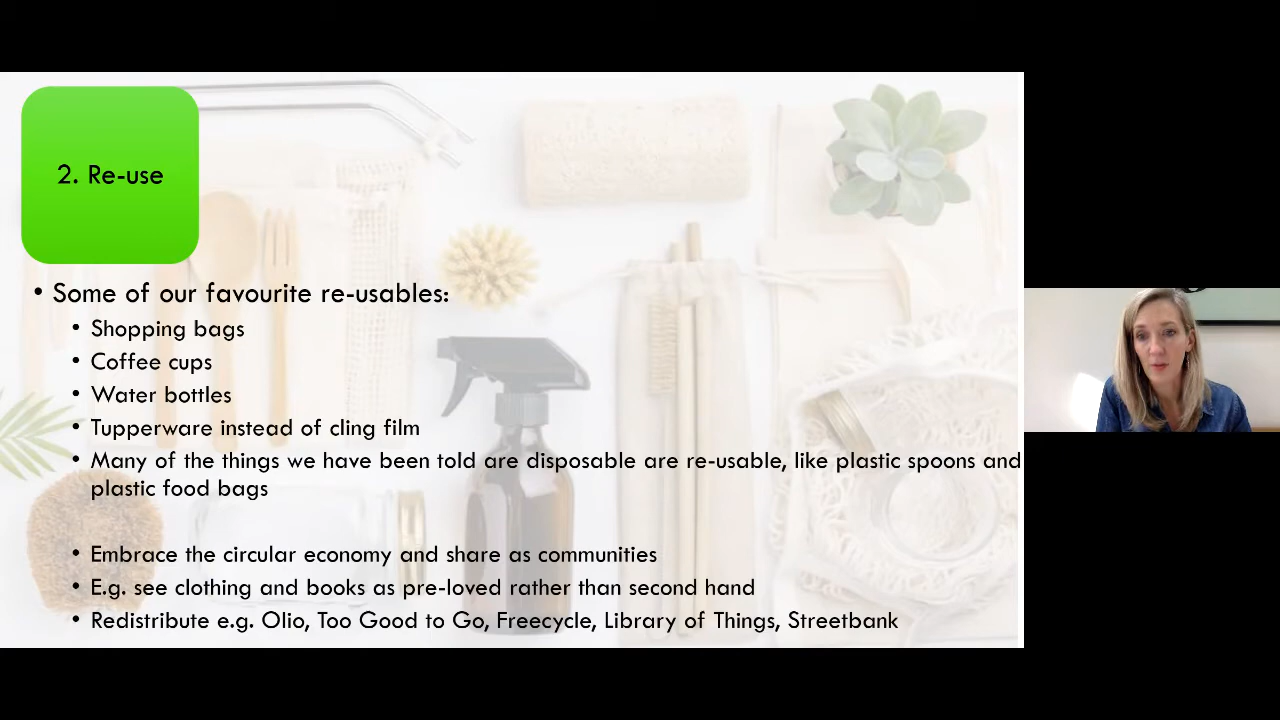 2. Re-use
• Some of our favourite re-usables:
• Shopping bags
• Coffee cups
• Water bottles
• Tupperware instead of cling film
• Many of the things we have been told are disposable are re-usable, like plastic spoons and
plastic food bags
• Embrace the circular economy and share as communities
• E.g. see clothing and books as pre-loved rather than second hand
• Redistribute e.g. Olio, Too Good to Go, Freecycle, Library of Things, Streetbank